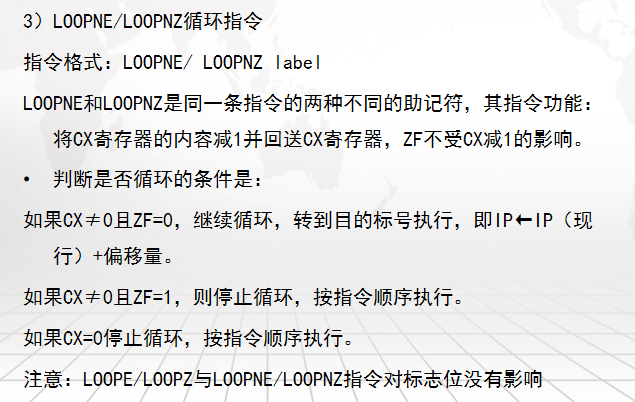 3）LOOPNE/LOOPNZ循环指令
指令格式：LOOPNE/ LOOPNZ label
LOOPNE和LOOPNZ是同一条指令的两种不同的助记符，其指令功能：
将CX寄存器的内容减1并回送CX寄存器，ZF不受CX减1的影响。
• 判断是否循环的条件是：
如果CX≠0且ZF=0，继续循环，转到目的标号执行，即IP←IP（现
行）+偏移量。
如果CX≠0且ZF=1，则停止循环，按指令顺序执行。
如果CX=0停止循环，按指令顺序执行。
注意：LOOPE/LOOPZ与LOOPNE/LOOPNZ指令对标志位没有影响